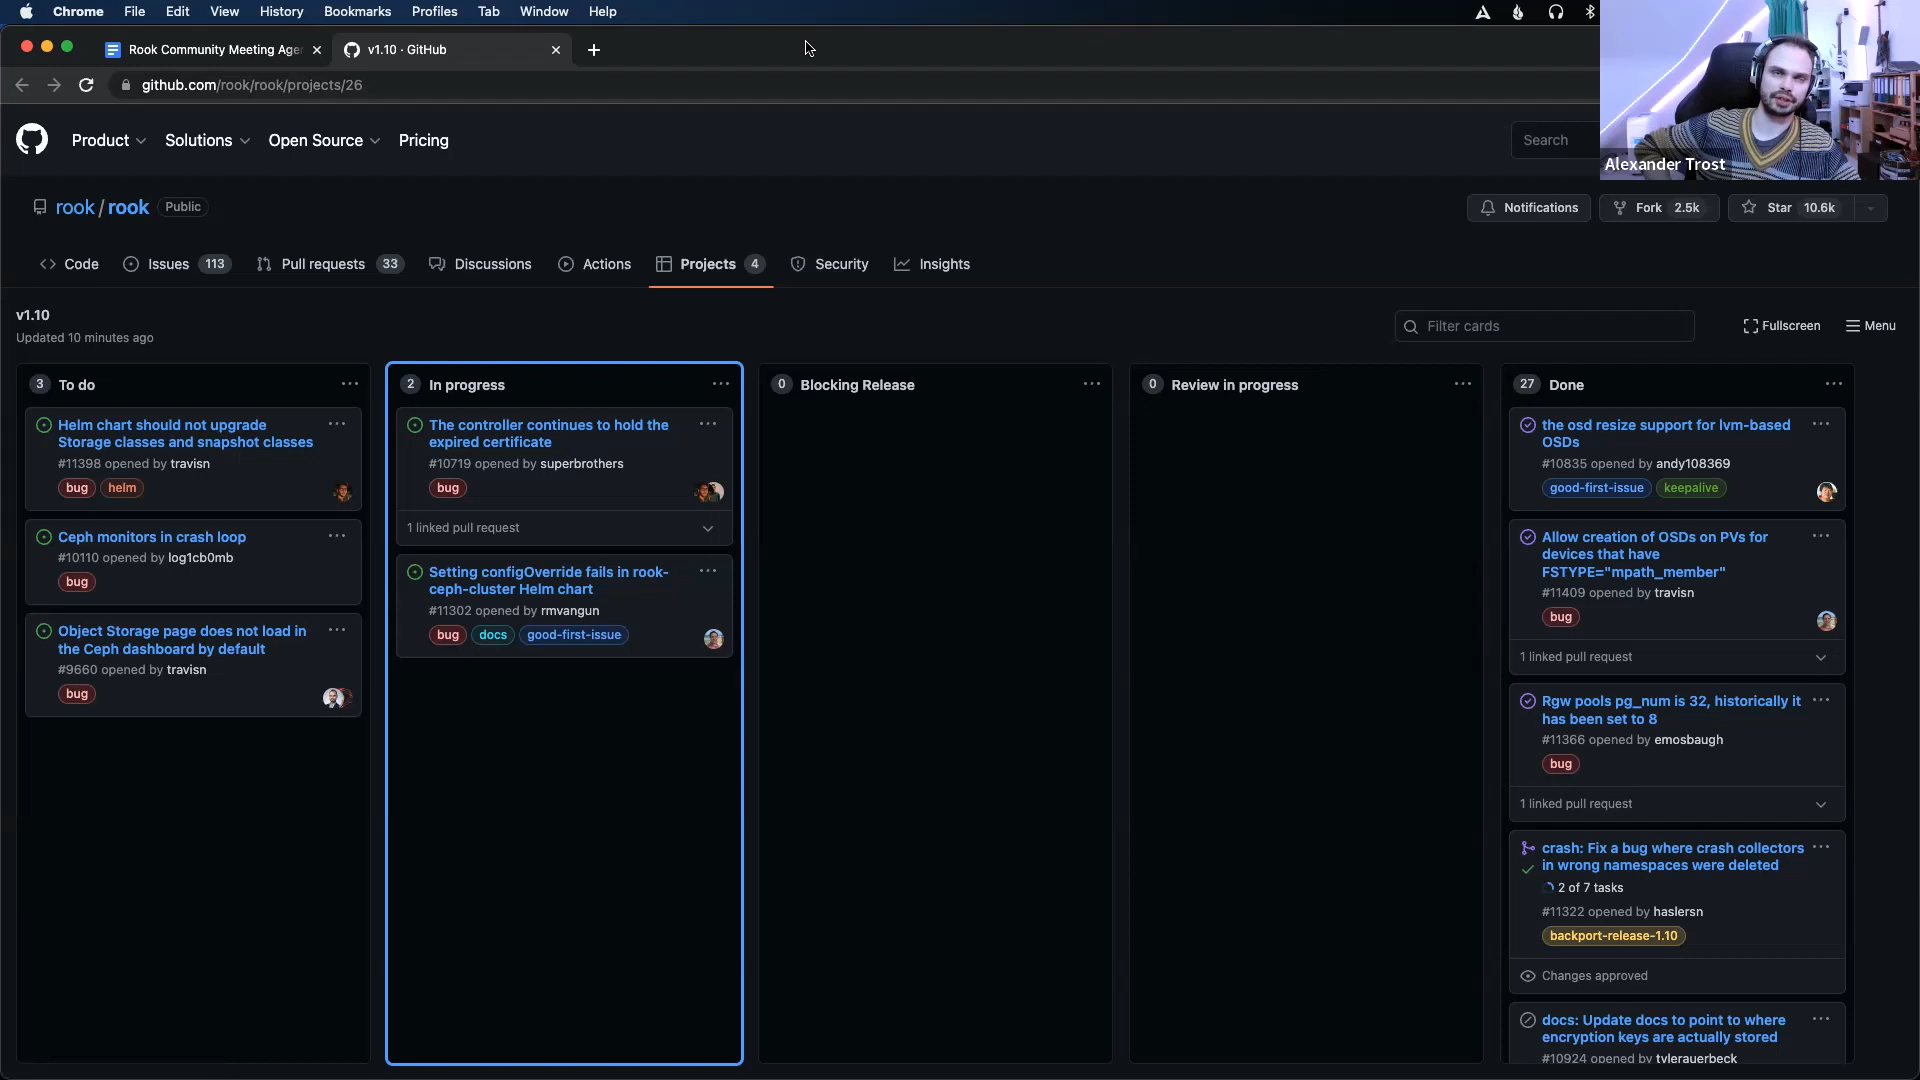 Chrome File Edit View History Bookmarks Profiles Tab Window Help
Rook Community Meeting Age
v1.10 · GitHub
github.com/rook/rook/projects/26
Product Solutions Open Source Pricing
Search
Alexander Trost
rook / rook Public
Notifications Fork 2.5k Star 10.6k
Code Issues 113 Pull requests 33 Discussions Actions Projects 4 Security Insights
v1.10
Updated 10 minutes ago
Filter cards
Fullscreen Menu
3 To do
Helm chart should not upgrade
Storage classes and snapshot classes
#11398 opened by travisn
bug helm
Ceph monitors in crash loop
#10110 opened by log1cb0mb
bug
Object Storage page does not load in
the Ceph dashboard by default
#9660 opened by travisn
bug
2 In progress
The controller continues to hold the
expired certificate
#10719 opened by superbrothers
bug
1 linked pull request
Setting configOverride fails in rook-
ceph-cluster Helm chart
#11302 opened by rmvangun
bug docs good-first-issue
0 Blocking Release
0 Review in progress
27 Done
the osd resize support for lvm-based
OSDs
#10835 opened by andy108369
good-first-issue keepalive
Allow creation of OSDs on PVs for
devices that have
FSTYPE="mpath_member"
#11409 opened by travisn
bug
1 linked pull request
Rgw pools pg_num is 32, historically it
has been set to 8
#11366 opened by emosbaugh
bug
1 linked pull request
crash: Fix a bug where crash collectors
in wrong namespaces were deleted
2 of 7 tasks
#11322 opened by haslersn
backport-release-1.10
Changes approved
docs: Update docs to point to where
encryption keys are actually stored
#10924 opened by tylerauerbeck